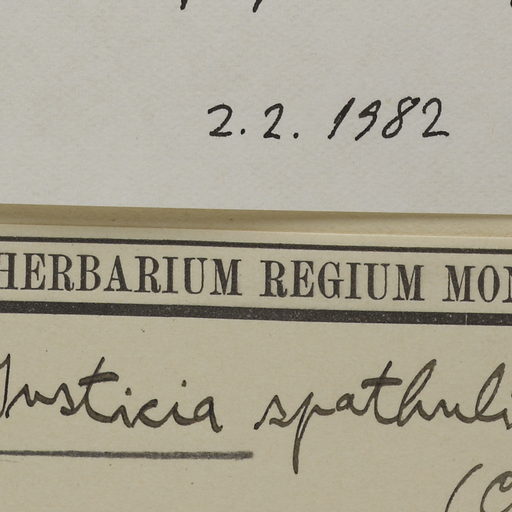 2.2.1982
HERBARIUM REGIUM MON
Justicia spathuli
(C